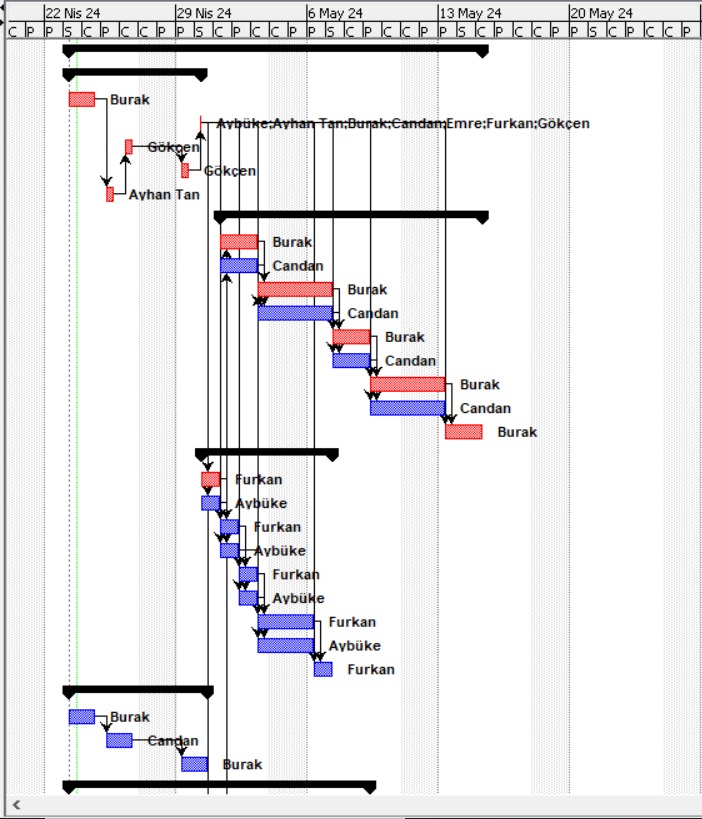 22 Nis 24 29 Nis 24 6 May 24 13 May 24 20 May 24
C P P S C P C C P P S C P C C P P S C P C C P P S C P C C P P S C P C C P
Burak
Aybüke;Ayhan Tan;Burak;Candan;Emre;Furkan;Gökçen
Gökçen
Gökçen
Ayhan Tan
Burak
Candan
Burak
Candan
Burak
Candan
Burak
Candan
Burak
Furkan
Aybüke
Furkan
Aybüke
Furkan
Aybüke
Furkan
Aybüke
Furkan
Burak
Candan
Burak